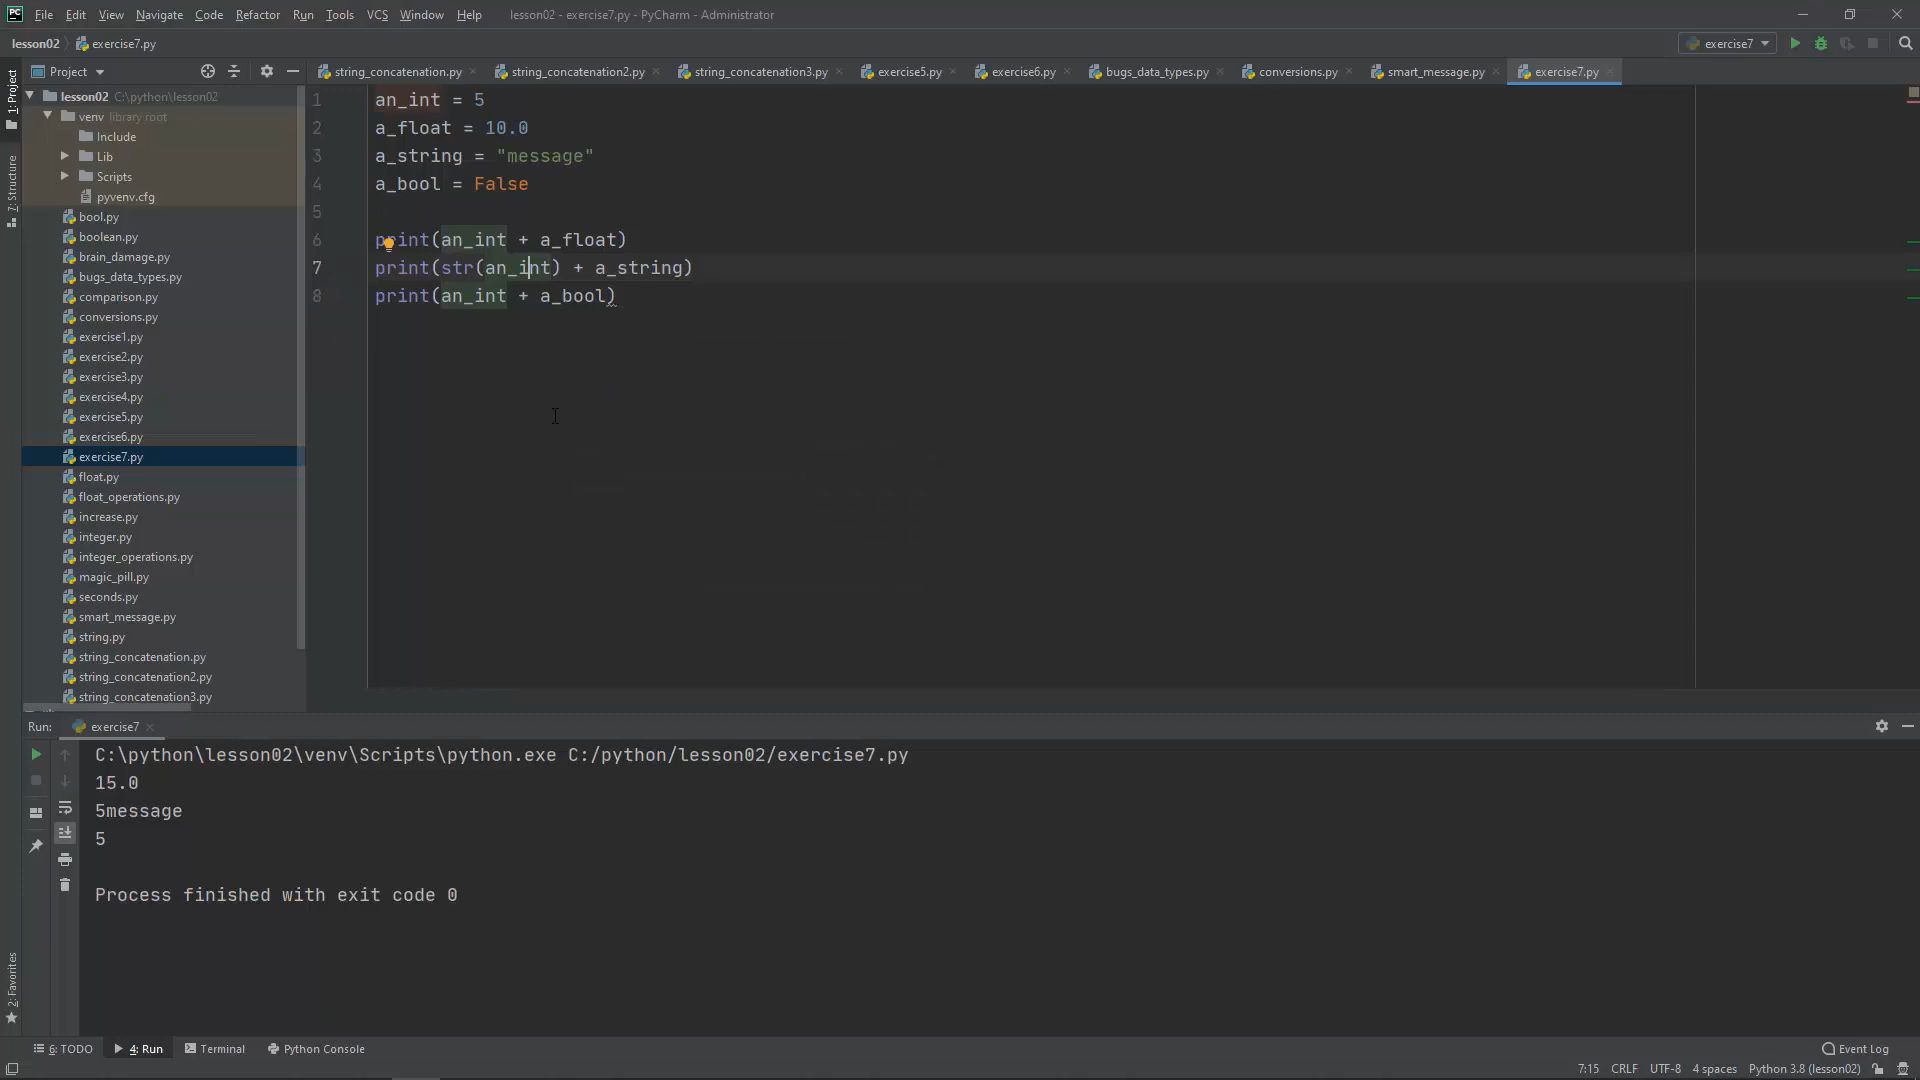 PC File Edit View Navigate Code Refactor Run Tools VCS Window Help lesson02 - exercise7.py - PyCharm - Administrator
lesson02 exercise7.py exercise7
Project string_concatenation.py string_concatenation2.py string_concatenation3.py exercise5.py exercise6.py bugs_data_types.py conversions.py smart_message.py exercise7.py
1: Project
7: Structure
2: Favorites
lesson02 C:\python\lesson02
venv library root
Include
Lib
Scripts
pyvenv.cfg
bool.py
boolean.py
brain_damage.py
bugs_data_types.py
comparison.py
conversions.py
exercise1.py
exercise2.py
exercise3.py
exercise4.py
exercise5.py
exercise6.py
exercise7.py
float.py
float_operations.py
increase.py
integer.py
integer_operations.py
magic_pill.py
seconds.py
smart_message.py
string.py
string_concatenation.py
string_concatenation2.py
string_concatenation3.py
1 an_int = 5
2 a_float = 10.0
3 a_string = "message"
4 a_bool = False
5
6 print(an_int + a_float)
7 print(str(an_int) + a_string)
8 print(an_int + a_bool)
Run: exercise7
C:\python\lesson02\venv\Scripts\python.exe C:/python/lesson02/exercise7.py
15.0
5message
5
Process finished with exit code 0
6: TODO 4: Run Terminal Python Console Event Log
7:15 CRLF UTF-8 4 spaces Python 3.8 (lesson02)